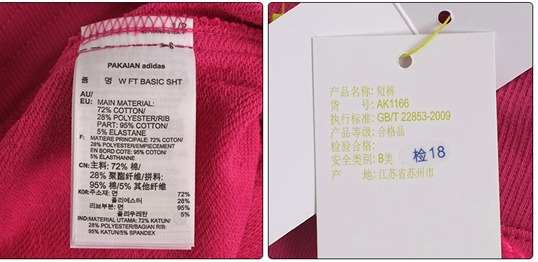 PAKAIAN adidas
품 명 W FT BASIC SHT
AU/
EU: MAIN MATERIAL:
72% COTTON/
28% POLYESTER/RIB
PART: 95% COTTON/
5% ELASTANE
F: MATIERE PRINCIPALE: 72% COTON/
28% POLYESTER/EMPIECEMENT
EN BORD COTE: 95% COTON/
5% ELASTHANNE
CN: 主料: 72% 棉/
28% 聚酯纤维/拼料:
95% 棉/5% 其他纤维
KOR: 주소재: 면 72%
폴리에스터 28%
리브부분: 면 95%
폴리우레탄 5%
IND: MATERIAL UTAMA: 72% KATUN/
28% POLYESTER/BAGIAN RIB:
95% KATUN/5% SPANDEX
产品名称: 短裤
货 号: AK1166
执行标准: GB/T 22853-2009
产品等级: 合格品
检验合格:
安全类别: B类
检18
产 地: 江苏省苏州市